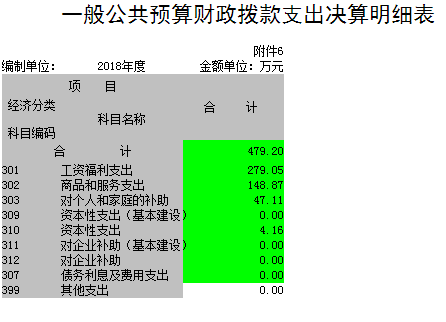 一般公共预算财政拨款支出决算明细表
附件6
编制单位： 2018年度 金额单位：万元
项 目
经济分类
科目编码 科目名称 合 计
合 计 479.20
301 工资福利支出 279.05
302 商品和服务支出 148.87
303 对个人和家庭的补助 47.11
309 资本性支出（基本建设） 0.00
310 资本性支出 4.16
311 对企业补助（基本建设） 0.00
312 对企业补助 0.00
307 债务利息及费用支出 0.00
399 其他支出 0.00